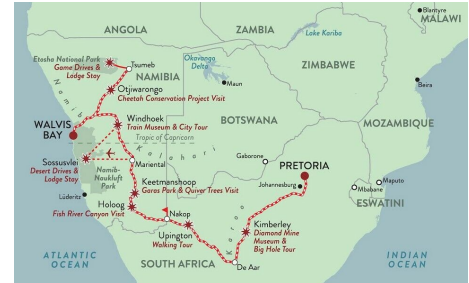 Blantyre
MALAWI
ANGOLA
ZAMBIA
Lake Kariba
Etosha National Park
Game Drives &
Lodge Stay
Tsumeb
Okavango
Delta
ZIMBABWE
NAMIBIA
Otjiwarongo
Cheetah Conservation Project Visit
Maun
Beira
Namib
WALVIS
BAY
Windhoek
Train Museum & City Tour
BOTSWANA
MOZAMBIQUE
Tropic of Capricorn
Kalahari
Sossusvlei
Desert Drives &
Lodge Stay
Mariental
Gaborone
PRETORIA
Namib-
Naukluft
Park
Johannesburg
Maputo
Mbabane
Keetmanshoop
Garas Park & Quiver Trees Visit
ESWATINI
Lüderitz
Holoog
Fish River Canyon Visit
Nakop
Upington
Walking Tour
Kimberley
Diamond Mine
Museum &
Big Hole Tour
Karoo
De Aar
ATLANTIC
OCEAN
SOUTH AFRICA
INDIAN
OCEAN